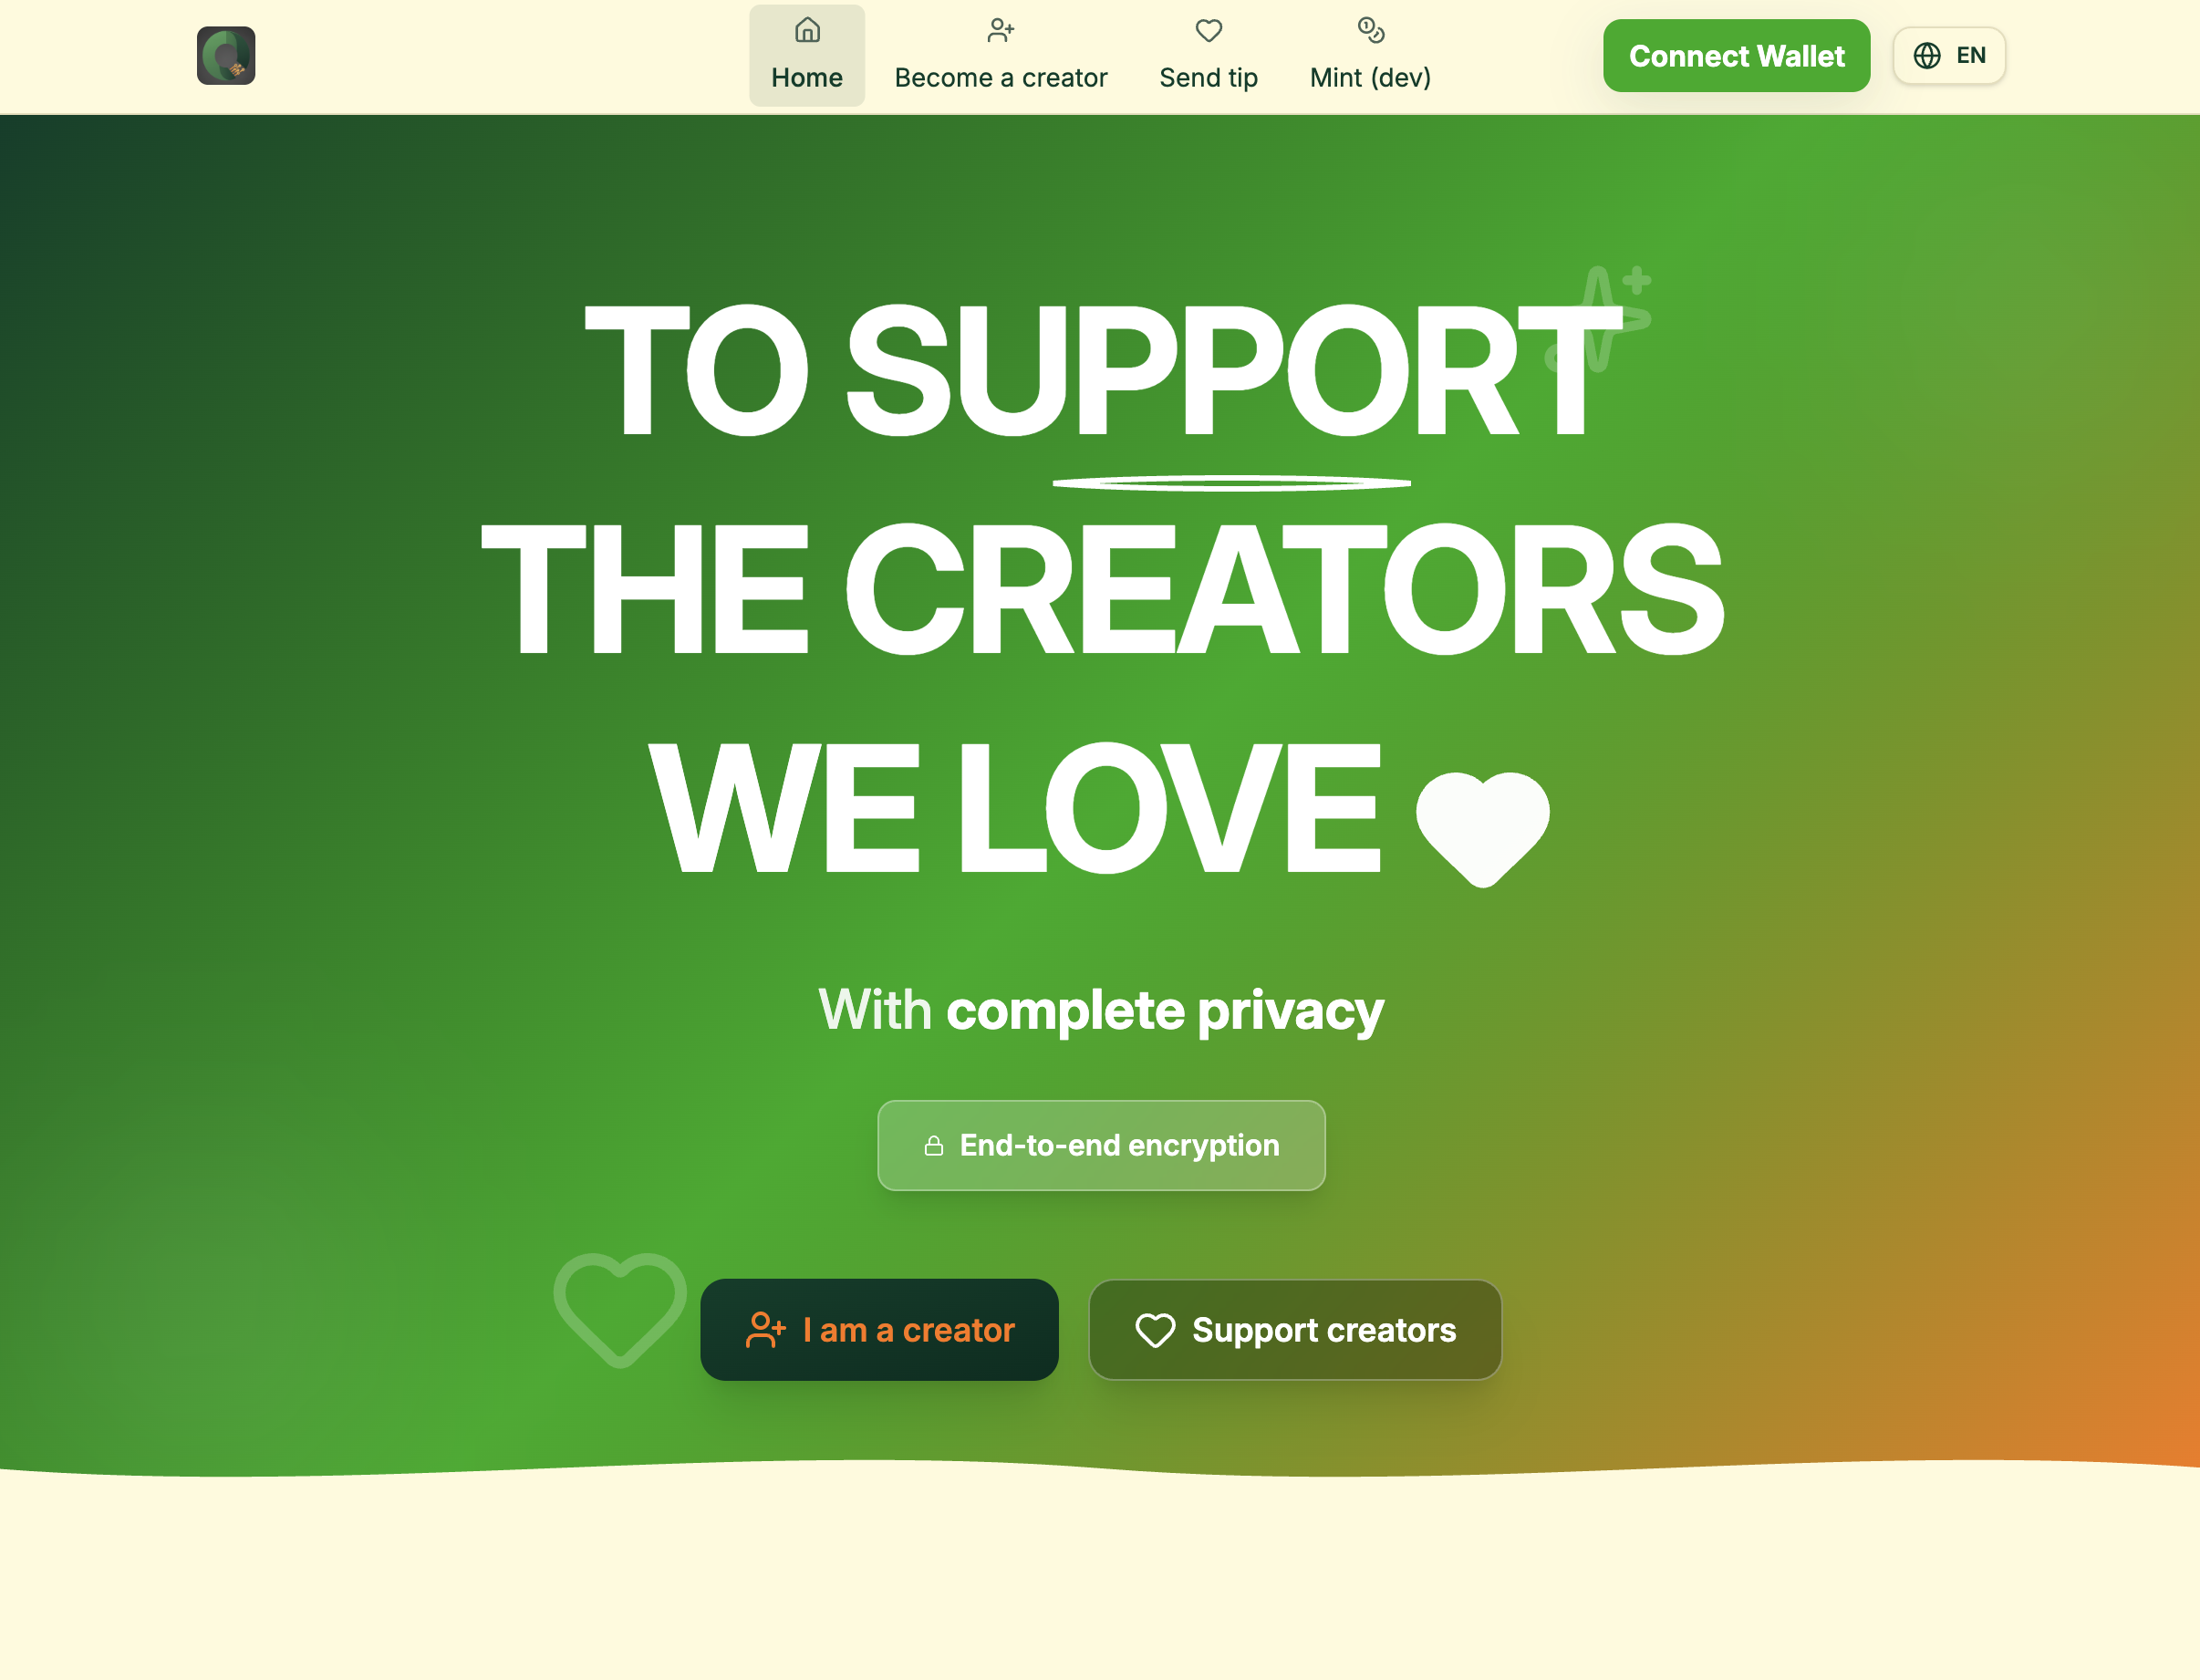 Home
Become a creator
Send tip
Mint (dev)
Connect Wallet
EN
TO SUPPORT
THE CREATORS
WE LOVE
With complete privacy
End-to-end encryption
I am a creator
Support creators